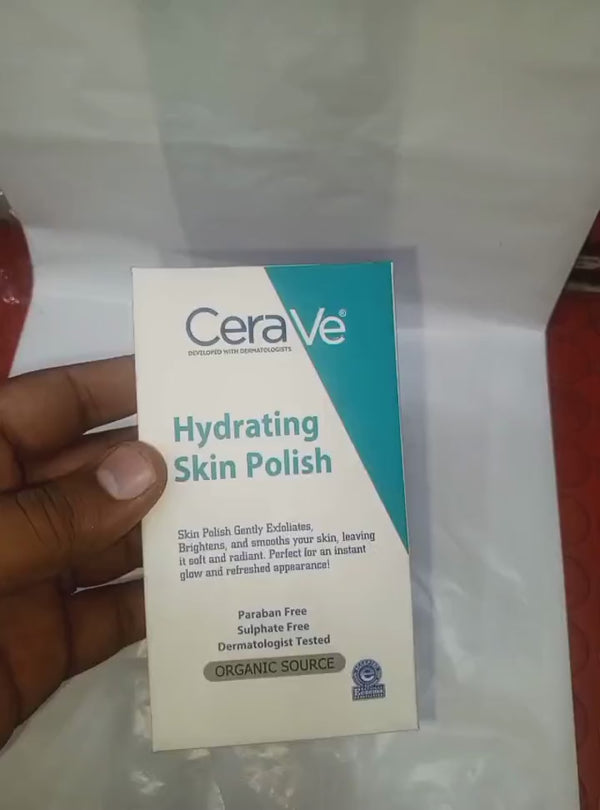 CeraVe®
DEVELOPED WITH DERMATOLOGISTS
Hydrating
Skin Polish
Skin Polish Gently Exfoliates,
Brightens, and smooths your skin, leaving
it soft and radiant. Perfect for an instant
glow and refreshed appearance!
Paraban Free
Sulphate Free
Dermatologist Tested
ORGANIC SOURCE
Eczema